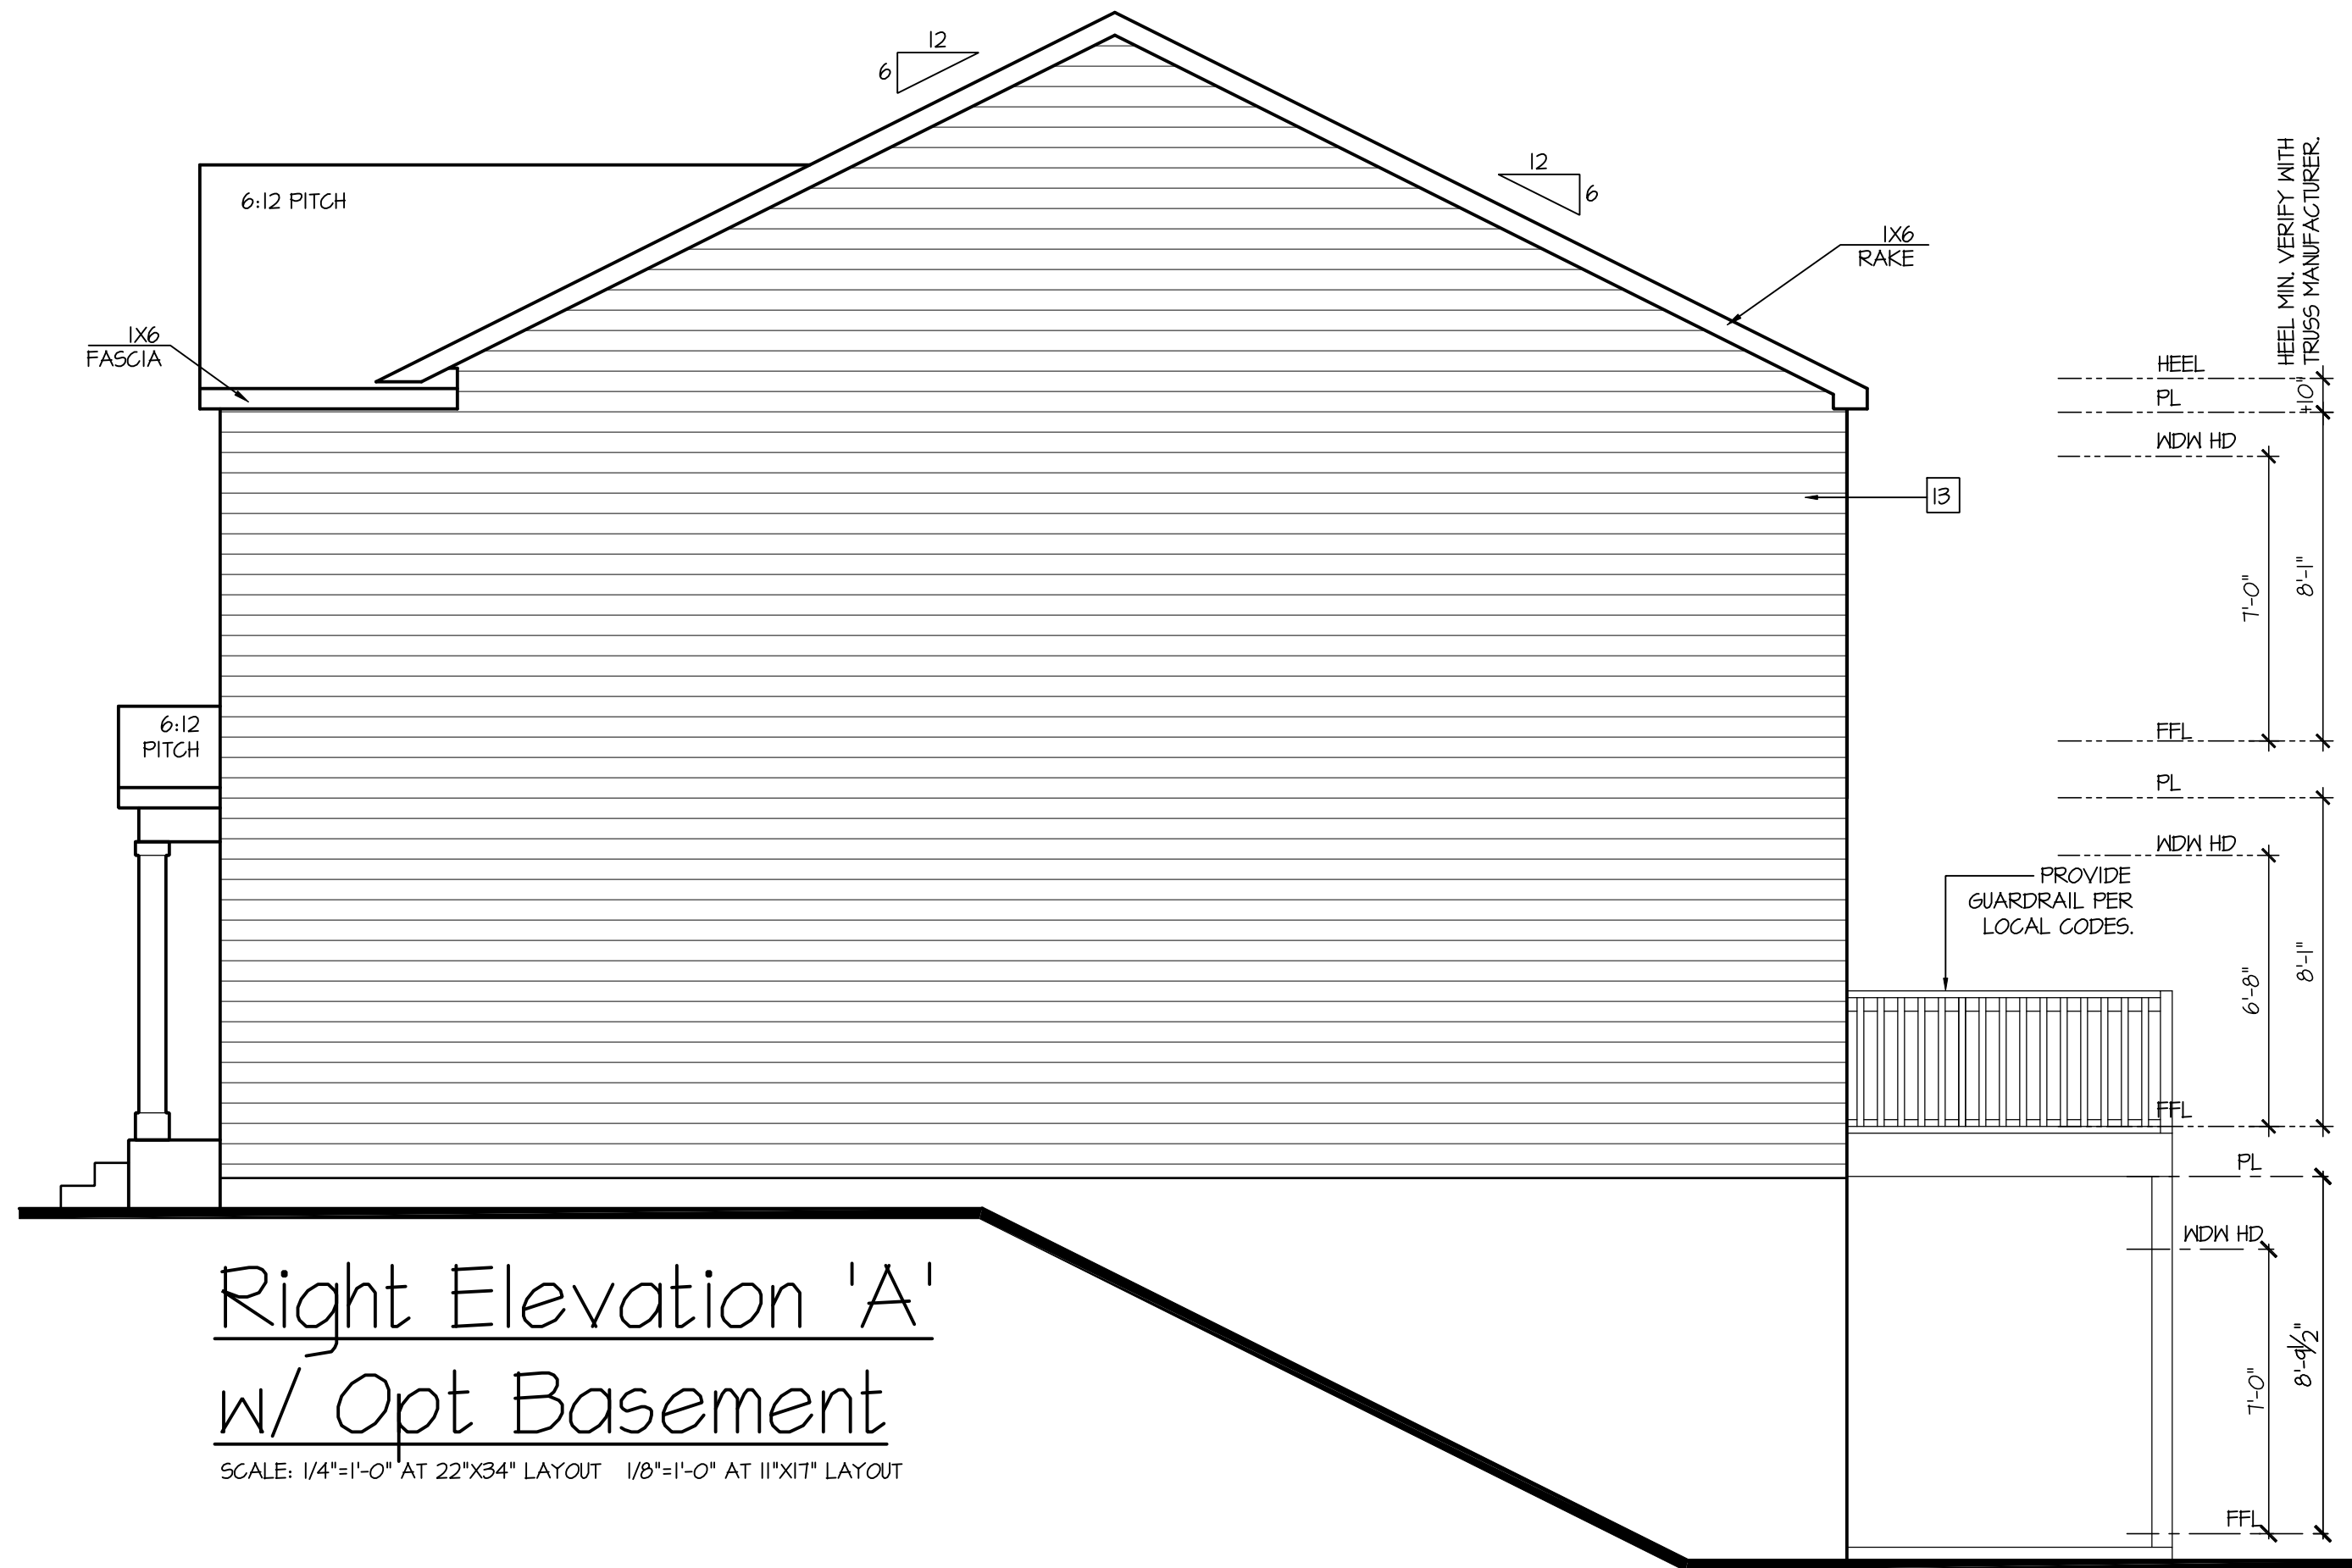 12
6
6:12 PITCH
12
6
1X6
RAKE
1X6
FASCIA
HEEL MIN. VERIFY WITH
TRUSS MANUFACTURER.
HEEL
+10"
PL
WDW HD
13
7'-0"
8'-1"
6:12
PITCH
FFL
PL
WDW HD
PROVIDE
GUARDRAIL PER
LOCAL CODES.
6'-8"
8'-1"
FFL
PL
WDW HD
7'-0"
8'-9½"
FFL
Right Elevation 'A'
w/ Opt Basement
SCALE: 1/4"=1'-0" AT 22"X34" LAYOUT 1/8"=1'-0" AT 11"X17" LAYOUT